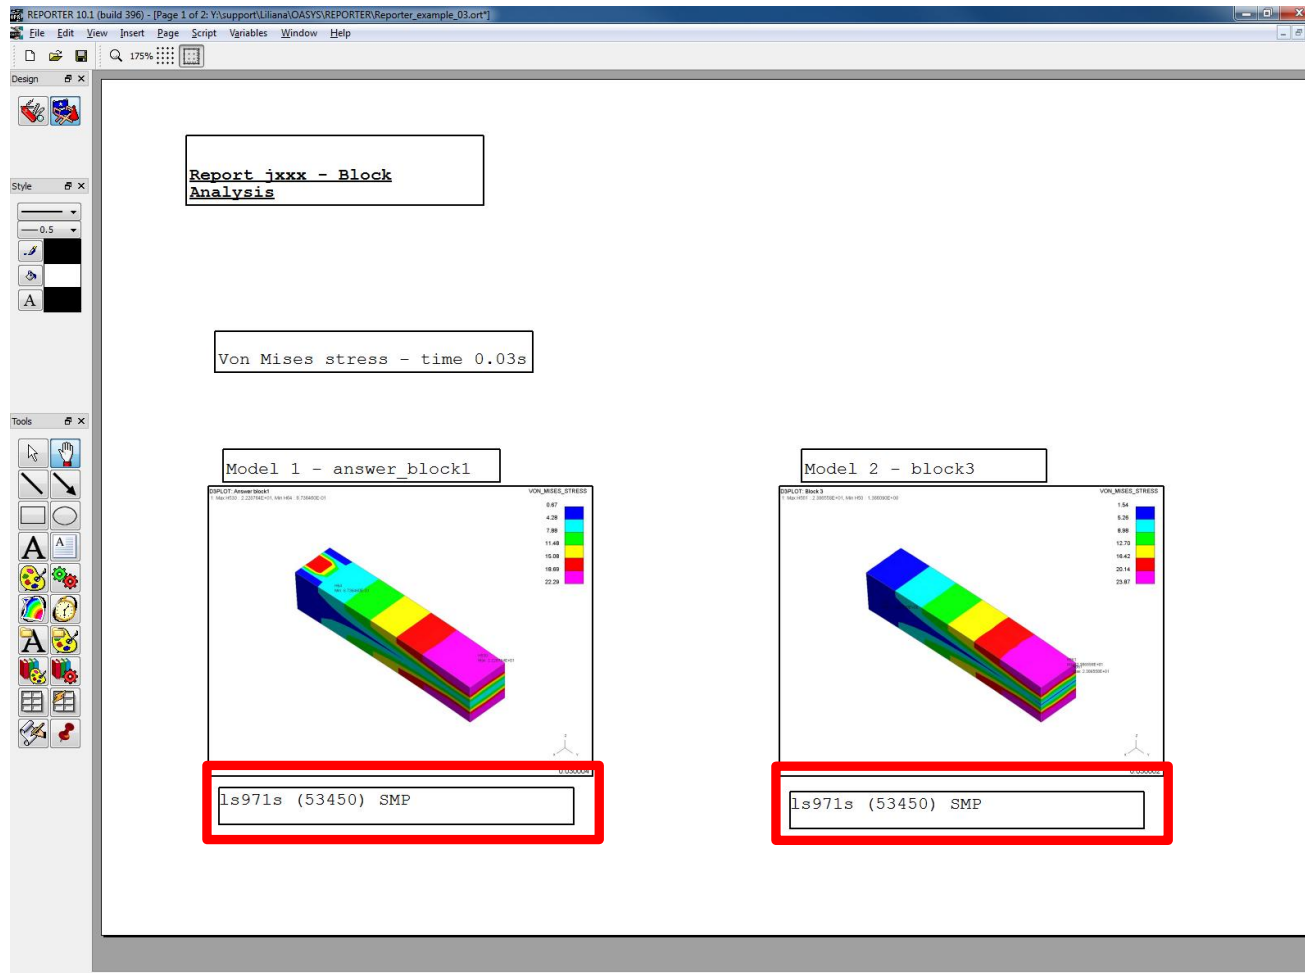 REPORTER 10.1 (build 396) - [Page 1 of 2: Y:\support\Liliana\OASYS\REPORTER\Reporter_example_03.ort*]
File Edit View Insert Page Script Variables Window Help
175%
Design
Report jxxx - Block
Analysis
Style
0.5
A
Von Mises stress - time 0.03s
Tools
Model 1 - answer_block1
Model 2 - block3
D3PLOT: Answer block1
VON_MISES_STRESS
0.67
4.28
7.88
11.48
15.08
18.69
22.29
D3PLOT: Block 3
VON_MISES_STRESS
1.54
5.26
8.98
12.70
16.42
20.14
23.87
A
A
A
0.030004
0.030002
ls971s (53450) SMP
ls971s (53450) SMP